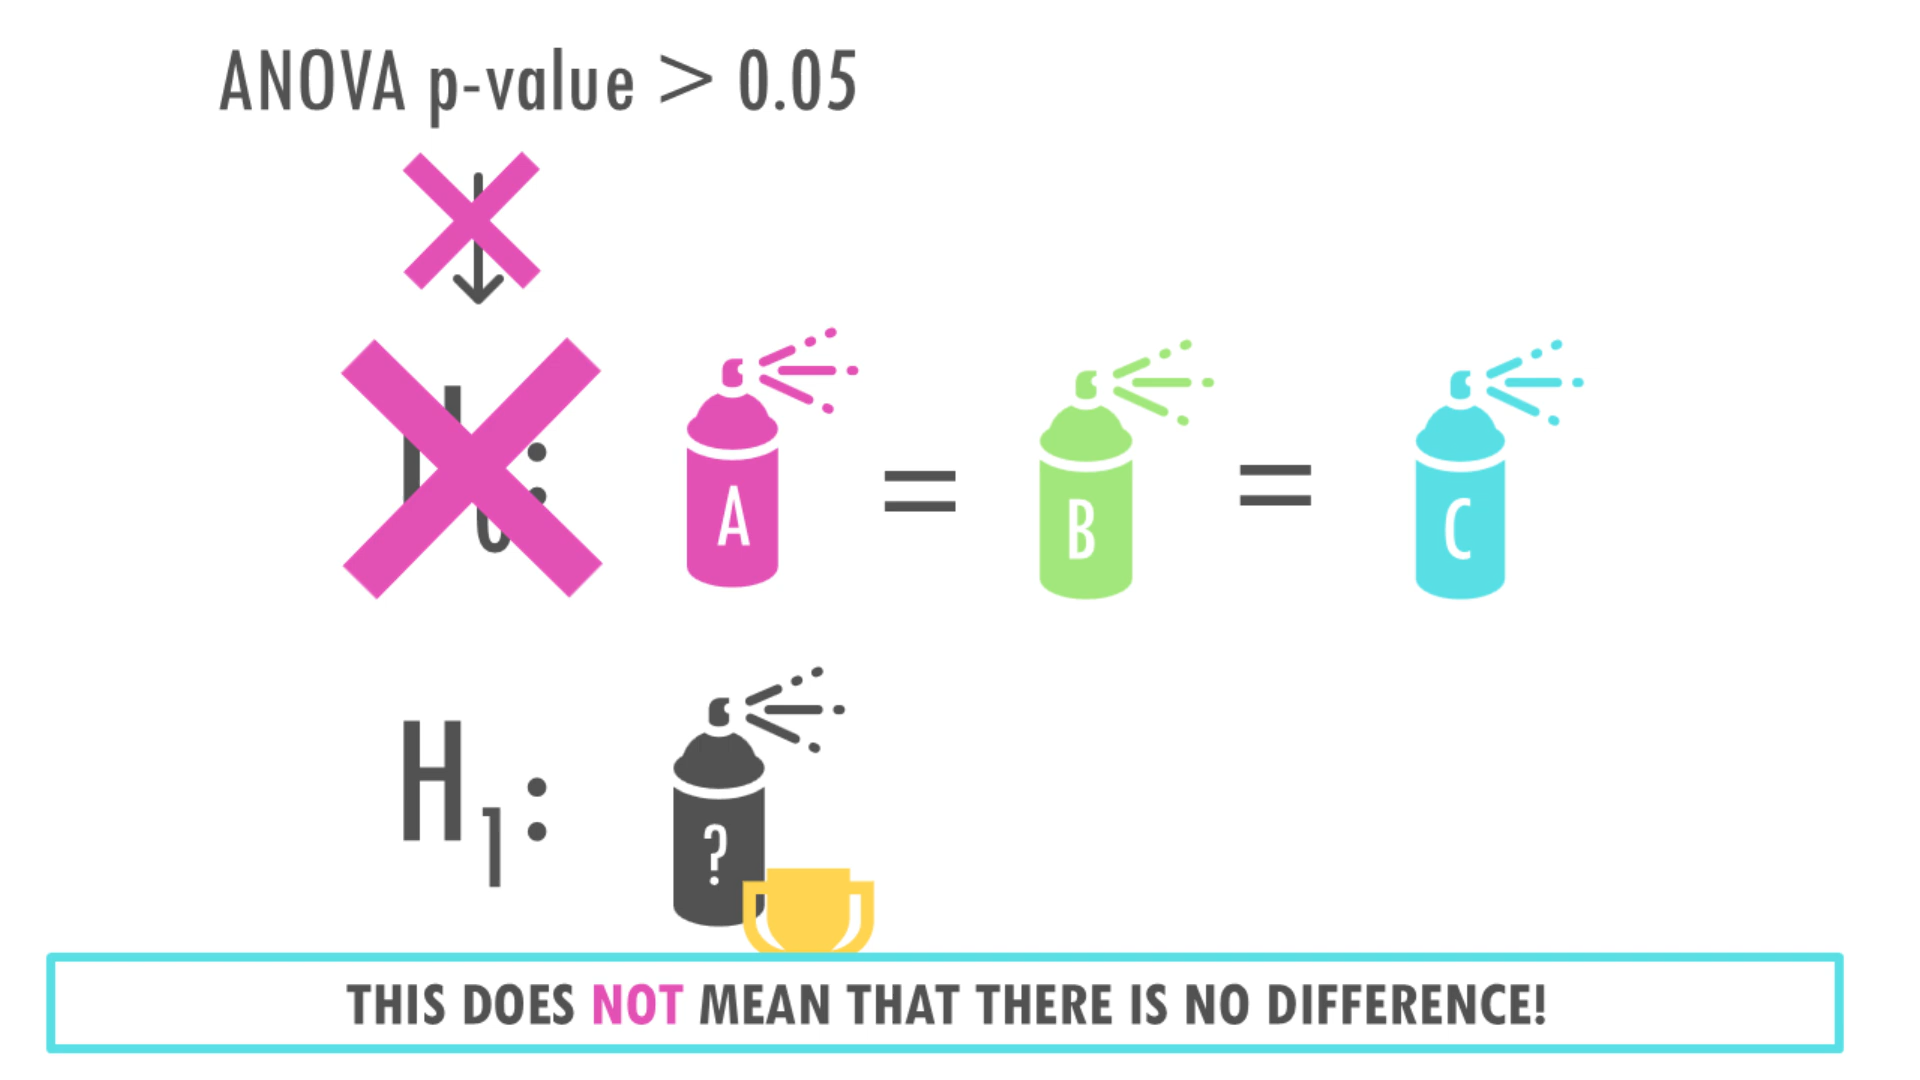 ANOVA p-value > 0.05
A = B = C
H1: ?
THIS DOES NOT MEAN THAT THERE IS NO DIFFERENCE!